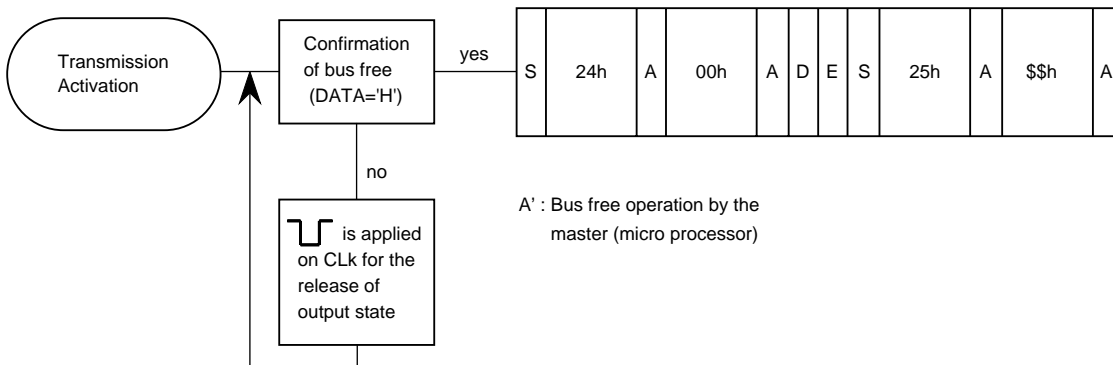 Transmission
Activation
Confirmation
of bus free
(DATA='H')
yes
S 24h A 00h A D E S 25h A $$h A
no
is applied
on CLk for the
release of
output state
A' : Bus free operation by the
master (micro processor)